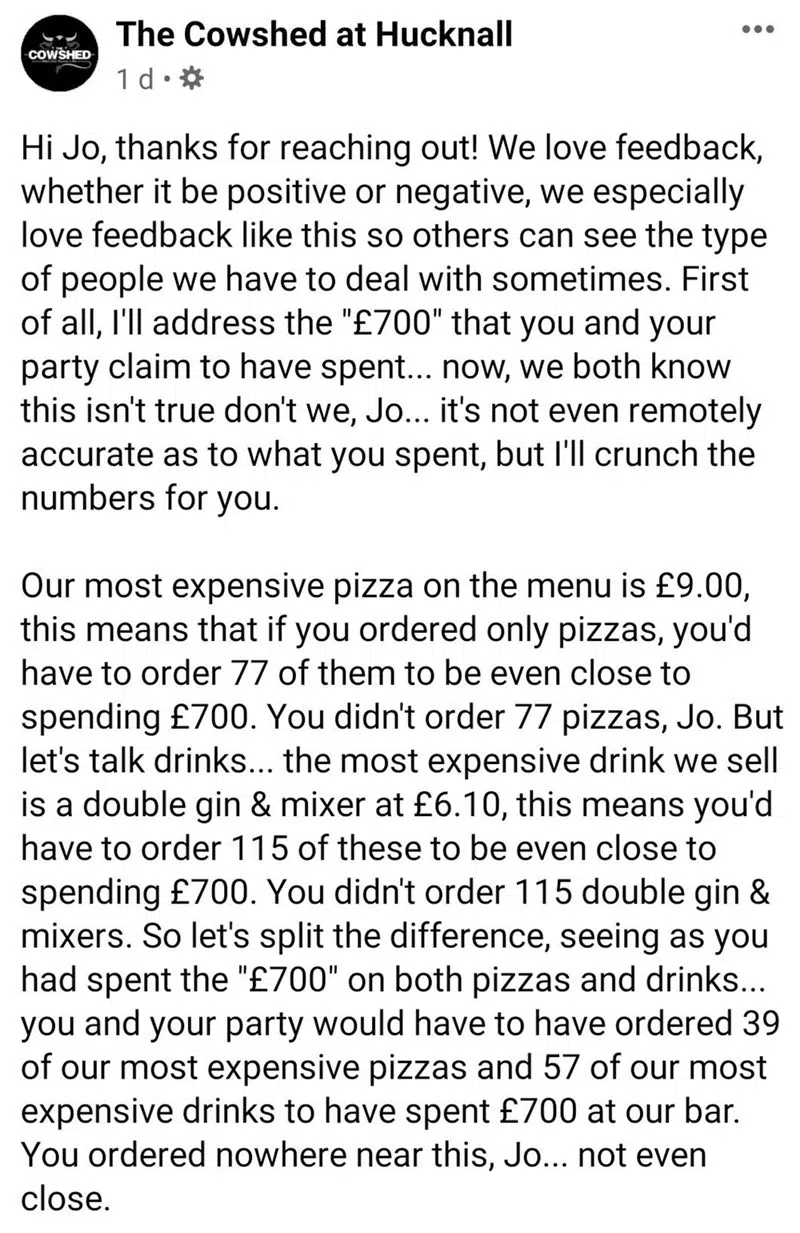 The Cowshed at Hucknall
COWSHED
1 d
Hi Jo, thanks for reaching out! We love feedback,
whether it be positive or negative, we especially
love feedback like this so others can see the type
of people we have to deal with sometimes. First
of all, I'll address the "£700" that you and your
party claim to have spent... now, we both know
this isn't true don't we, Jo... it's not even remotely
accurate as to what you spent, but I'll crunch the
numbers for you.
Our most expensive pizza on the menu is £9.00,
this means that if you ordered only pizzas, you'd
have to order 77 of them to be even close to
spending £700. You didn't order 77 pizzas, Jo. But
let's talk drinks... the most expensive drink we sell
is a double gin & mixer at £6.10, this means you'd
have to order 115 of these to be even close to
spending £700. You didn't order 115 double gin &
mixers. So let's split the difference, seeing as you
had spent the "£700" on both pizzas and drinks...
you and your party would have to have ordered 39
of our most expensive pizzas and 57 of our most
expensive drinks to have spent £700 at our bar.
You ordered nowhere near this, Jo... not even
close.